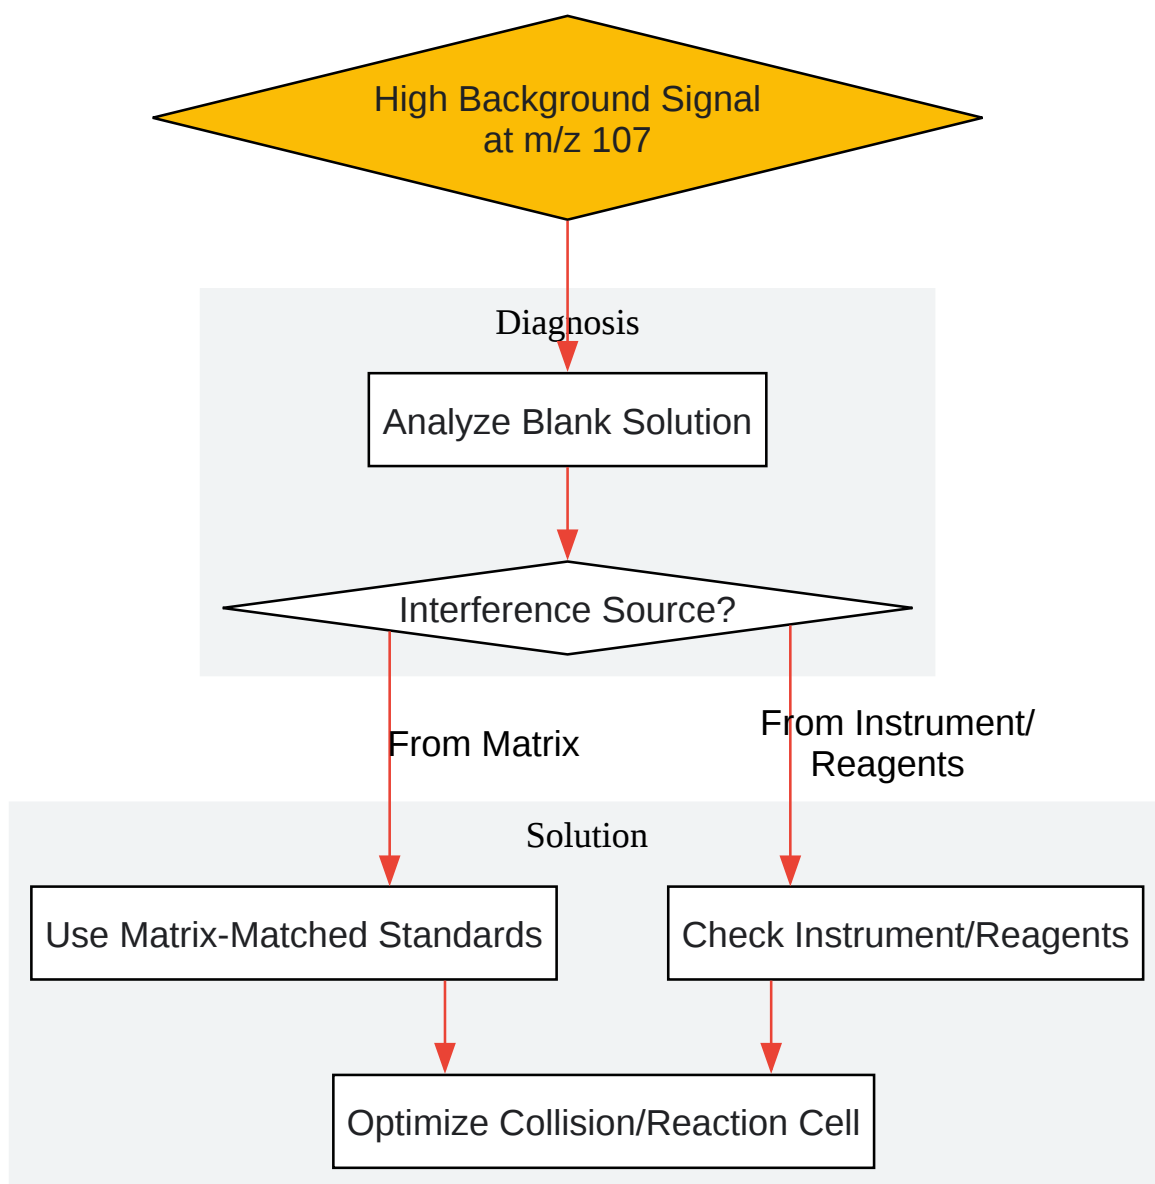 High Background Signal
at m/z 107
Diagnosis
Analyze Blank Solution
Interference Source?
From Matrix
From Instrument/
Reagents
Solution
Use Matrix-Matched Standards
Check Instrument/Reagents
Optimize Collision/Reaction Cell